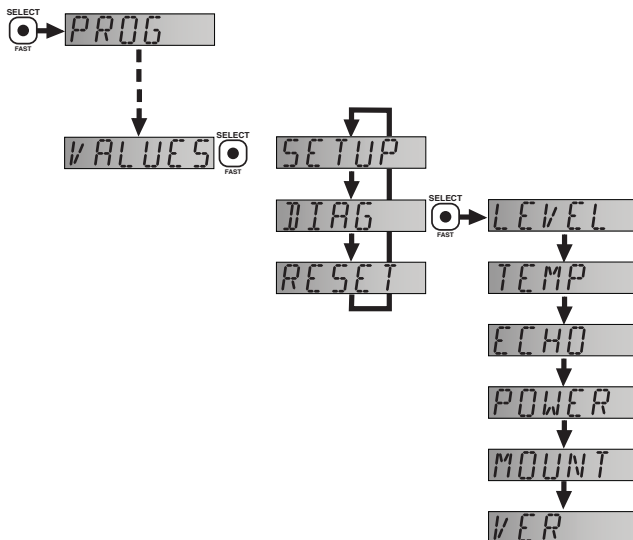 SELECT
FAST
PROG
VALUES
SELECT
FAST
SETUP
DIAG
RESET
SELECT
FAST
LEVEL
TEMP
ECHO
POWER
MOUNT
VER